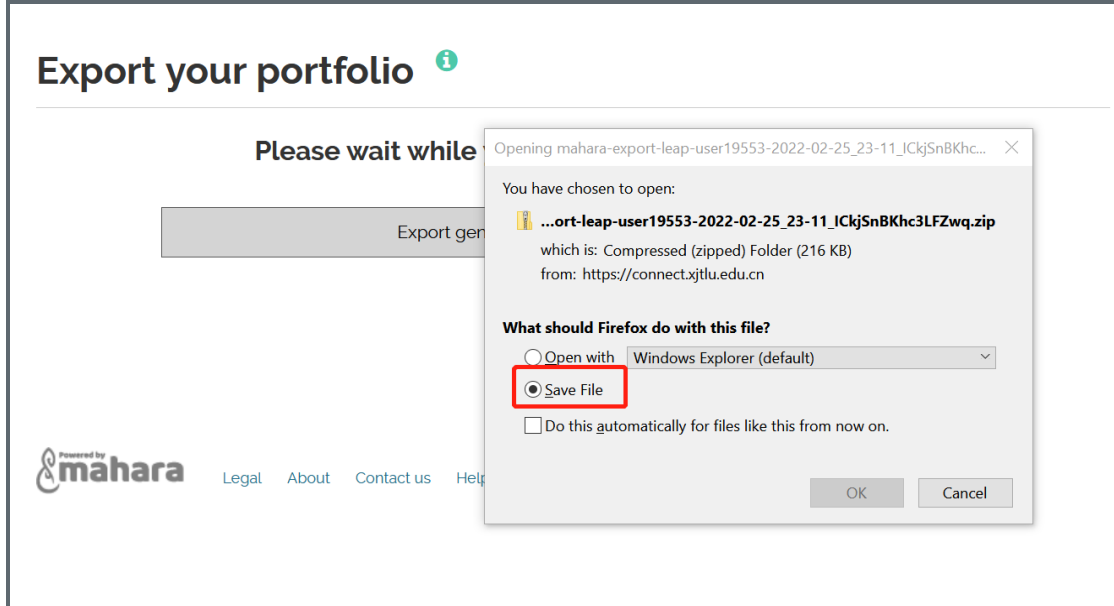 Export your portfolio
Please wait while
Export gen
Opening mahara-export-leap-user19553-2022-02-25_23-11_ICkjSnBKhc...
You have chosen to open:
...ort-leap-user19553-2022-02-25_23-11_ICkjSnBKhc3LFZwq.zip
which is: Compressed (zipped) Folder (216 KB)
from: https://connect.xjtlu.edu.cn
What should Firefox do with this file?
Open with Windows Explorer (default)
Save File
Do this automatically for files like this from now on.
OK Cancel
Powered by
mahara
Legal About Contact us Help